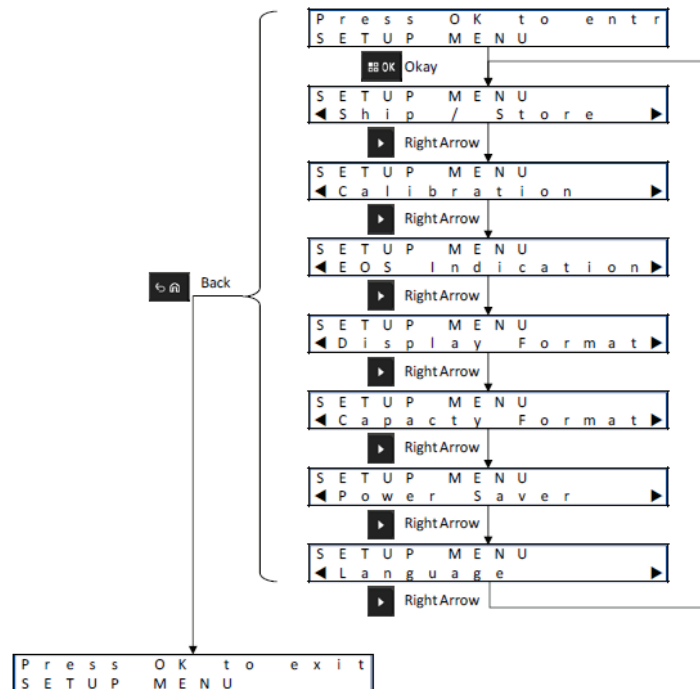 Press OK to entr
SETUP MENU
OK Okay
SETUP MENU
◀Ship / Store ▶
Right Arrow
SETUP MENU
◀Calibration ▶
Right Arrow
SETUP MENU
◀EOS Indication▶
Right Arrow
Back
SETUP MENU
◀Display Format▶
Right Arrow
SETUP MENU
◀Capacty Format▶
Right Arrow
SETUP MENU
◀Power Saver ▶
Right Arrow
SETUP MENU
◀Language ▶
Right Arrow
Press OK to exit
SETUP MENU